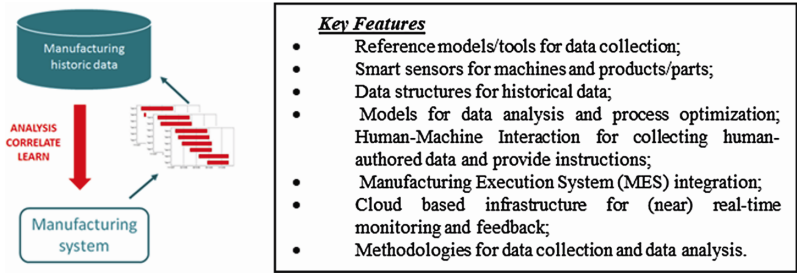 Manufacturing
historic data
ANALYSIS
CORRELATE
LEARN
Manufacturing
system
Key Features
• Reference models/tools for data collection;
• Smart sensors for machines and products/parts;
• Data structures for historical data;
• Models for data analysis and process optimization;
Human-Machine Interaction for collecting human-
authored data and provide instructions;
• Manufacturing Execution System (MES) integration;
• Cloud based infrastructure for (near) real-time
monitoring and feedback;
• Methodologies for data collection and data analysis.